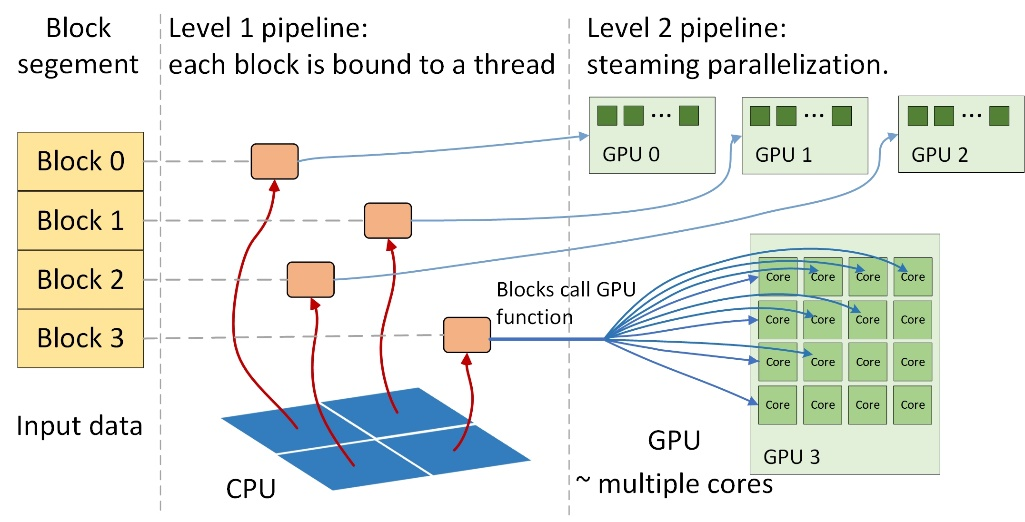 Block
segement
Level 1 pipeline:
each block is bound to a thread
Level 2 pipeline:
steaming parallelization.
Block 0
Block 1
Block 2
Block 3
Input data
CPU
··· 
GPU 0
···
GPU 1
···
GPU 2
Blocks call GPU
function
Core Core Core Core
Core Core Core Core
Core Core Core Core
Core Core Core Core
GPU 3
GPU
~ multiple cores